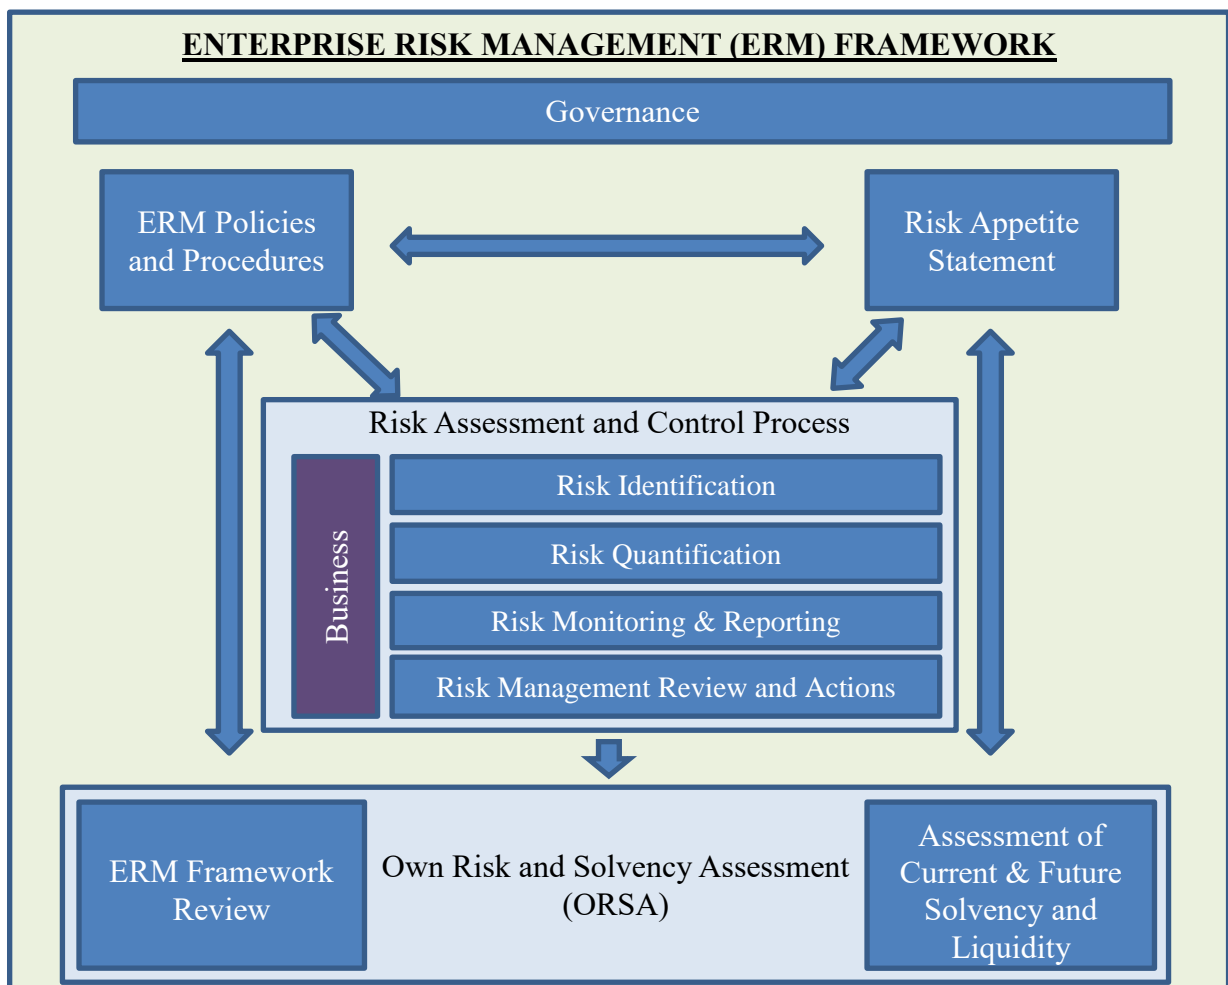 ENTERPRISE RISK MANAGEMENT (ERM) FRAMEWORK
Governance
ERM Policies
and Procedures
Risk Appetite
Statement
Risk Assessment and Control Process
Business
Risk Identification
Risk Quantification
Risk Monitoring & Reporting
Risk Management Review and Actions
ERM Framework
Review
Own Risk and Solvency Assessment
(ORSA)
Assessment of
Current & Future
Solvency and
Liquidity